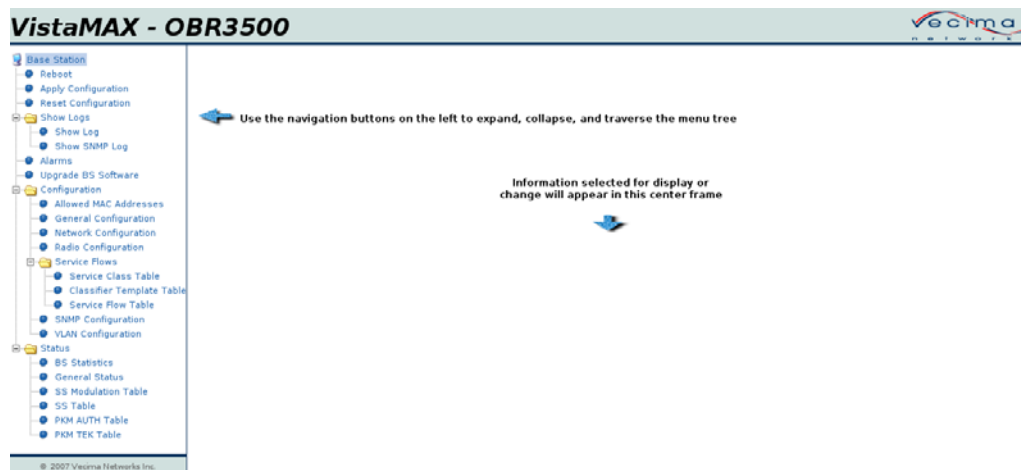 VistaMAX - OBR3500
vecima
network
Base Station
Reboot
Apply Configuration
Reset Configuration
Show Logs
Show Log
Show SNMP Log
Alarms
Upgrade BS Software
Configuration
Allowed MAC Addresses
General Configuration
Network Configuration
Radio Configuration
Service Flows
Service Class Table
Classifier Template Table
Service Flow Table
SNMP Configuration
VLAN Configuration
Status
BS Statistics
General Status
SS Modulation Table
SS Table
PKM AUTH Table
PKM TEK Table
© 2007 Vecima Networks Inc.
Use the navigation buttons on the left to expand, collapse, and traverse the menu tree
Information selected for display or
change will appear in this center frame